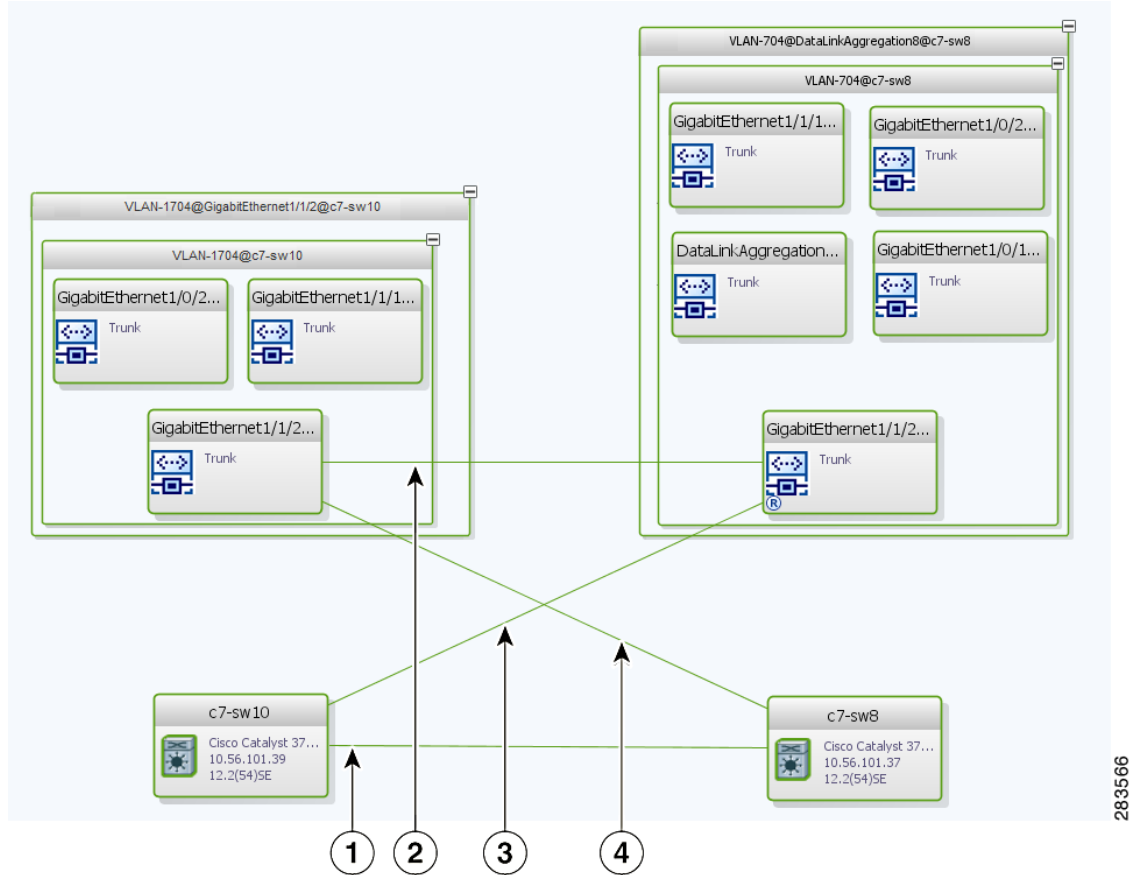 VLAN-704@DataLinkAggregation8@c7-sw8
VLAN-704@c7-sw8
GigabitEthernet1/1/1...
Trunk
GigabitEthernet1/0/2...
Trunk
DataLinkAggregation...
Trunk
GigabitEthernet1/0/1...
Trunk
GigabitEthernet1/1/2...
Trunk
R
VLAN-1704@GigabitEthernet1/1/2@c7-sw10
VLAN-1704@c7-sw10
GigabitEthernet1/0/2...
Trunk
GigabitEthernet1/1/1...
Trunk
GigabitEthernet1/1/2...
Trunk
c7-sw10
Cisco Catalyst 37...
10.56.101.39
12.2(54)SE
c7-sw8
Cisco Catalyst 37...
10.56.101.37
12.2(54)SE
1
2
3
4
283566